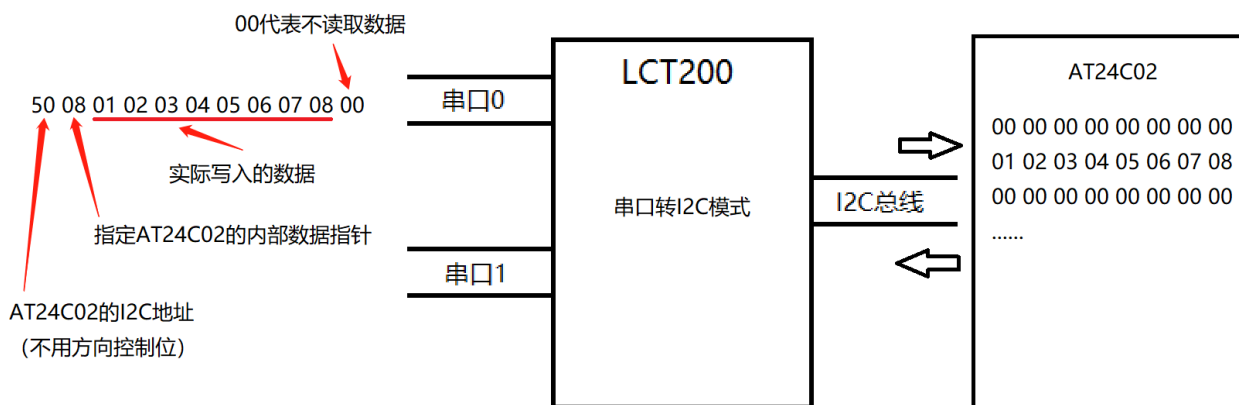 00代表不读取数据
50 08 01 02 03 04 05 06 07 08 00
实际写入的数据
指定AT24C02的内部数据指针
AT24C02的I2C地址
（不用方向控制位）
串口0
串口1
LCT200
串口转I2C模式
I2C总线
AT24C02
00 00 00 00 00 00 00 00
01 02 03 04 05 06 07 08
00 00 00 00 00 00 00 00
......